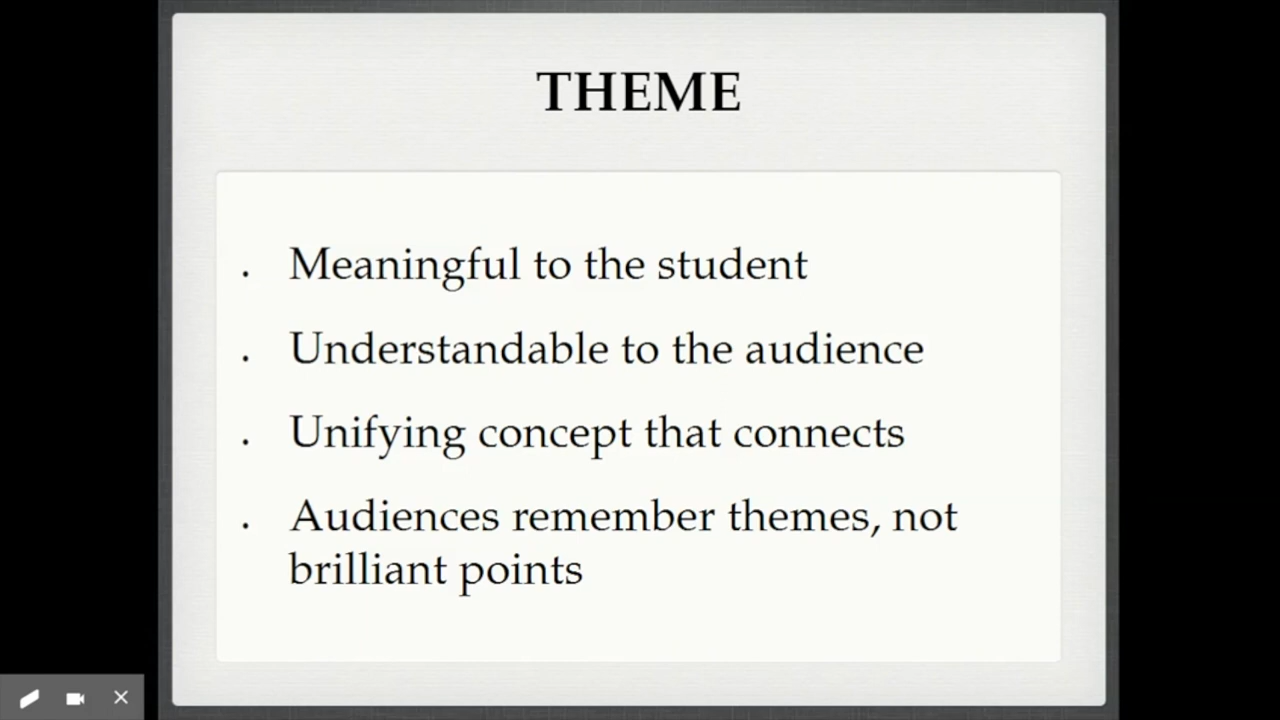 THEME
. Meaningful to the student
. Understandable to the audience
. Unifying concept that connects
. Audiences remember themes, not
brilliant points